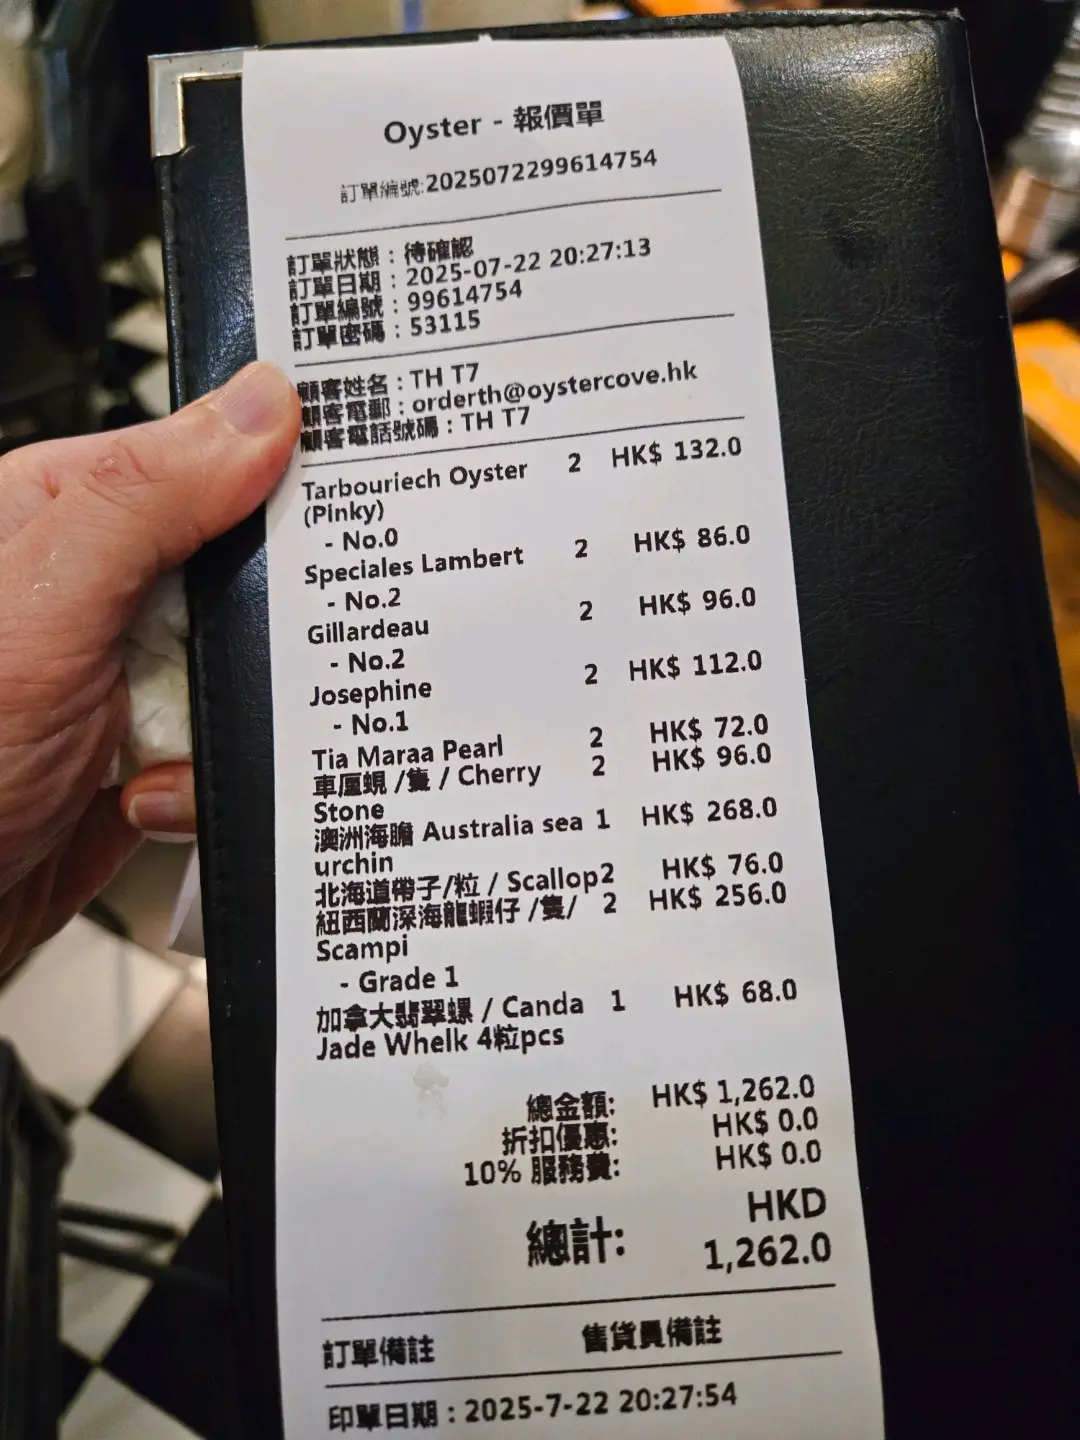 Oyster - 報價單
訂單編號:2025072299614754
訂單狀態 : 待確認
訂單日期 : 2025-07-22 20:27:13
訂單編號 : 99614754
訂單密碼 : 53115
顧客姓名 : TH T7
顧客電郵 : orderth@oystercove.hk
顧客電話號碼 : TH T7
Tarbouriech Oyster 2 HK$ 132.0
(Pinky)
- No.0
Speciales Lambert 2 HK$ 86.0
- No.2
Gillardeau 2 HK$ 96.0
- No.2
Josephine 2 HK$ 112.0
- No.1
Tia Maraa Pearl 2 HK$ 72.0
車厘蜆 /隻 / Cherry 2 HK$ 96.0
Stone
澳洲海膽 Australia sea 1 HK$ 268.0
urchin
北海道帶子/粒 / Scallop2 HK$ 76.0
紐西蘭深海龍蝦仔 /隻/ 2 HK$ 256.0
Scampi
- Grade 1
加拿大翡翠螺 / Canda 1 HK$ 68.0
Jade Whelk 4粒pcs
總金額: HK$ 1,262.0
折扣優惠: HK$ 0.0
10% 服務費: HK$ 0.0
總計: HKD
1,262.0
訂單備註 售貨員備註
印單日期 : 2025-7-22 20:27:54